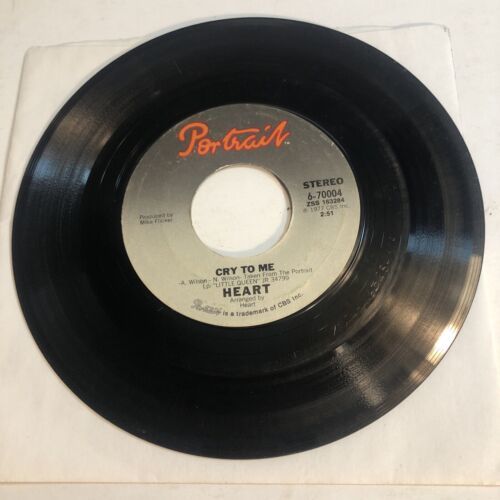 Portrait
STEREO
6-70004
ZSS 163284
℗ 1977 CBS Inc.
2:51
Produced by
Mike Flicker
CRY TO ME
-A. Wilson - N. Wilson- Taken From The Portrait
Lp "LITTLE QUEEN" JR 34799
HEART
Arranged by
Heart
Portrait is a trademark of CBS Inc.